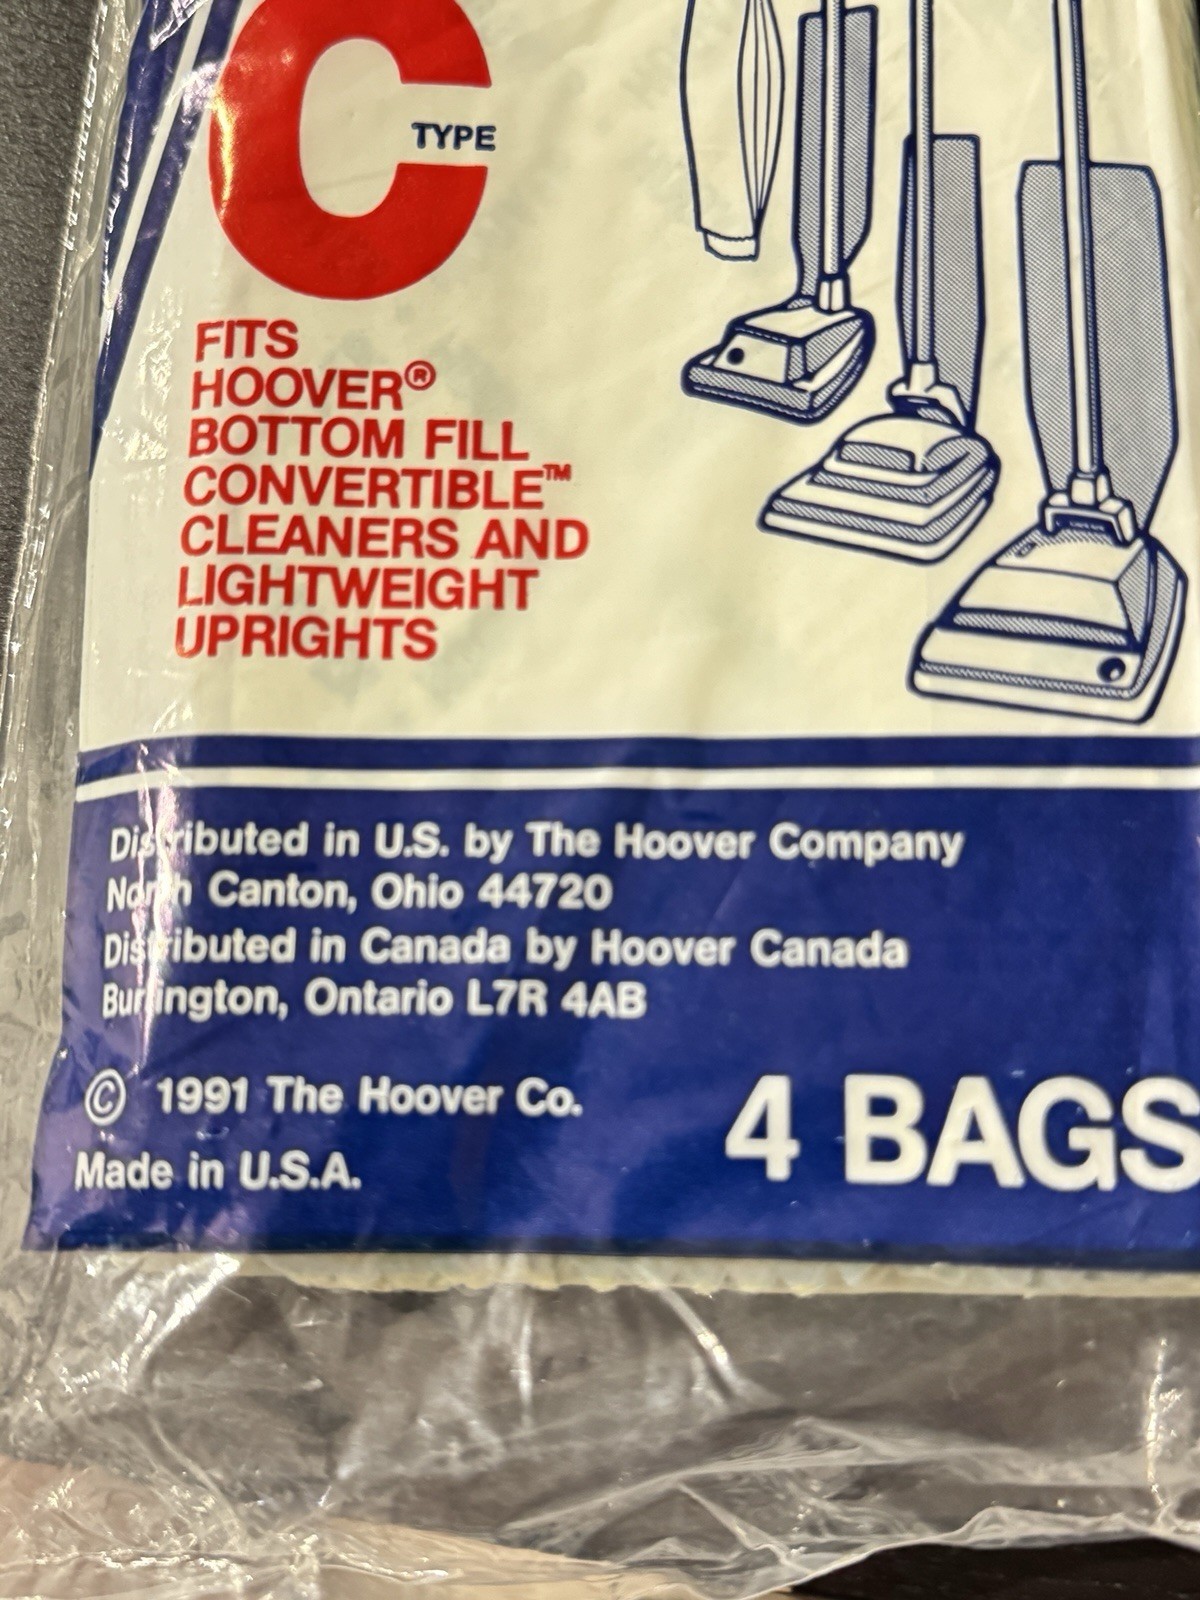 C
TYPE
FITS
HOOVER®
BOTTOM FILL
CONVERTIBLE™
CLEANERS AND
LIGHTWEIGHT
UPRIGHTS
Distributed in U.S. by The Hoover Company
North Canton, Ohio 44720
Distributed in Canada by Hoover Canada
Burlington, Ontario L7R 4AB
© 1991 The Hoover Co.
4 BAGS
Made in U.S.A.